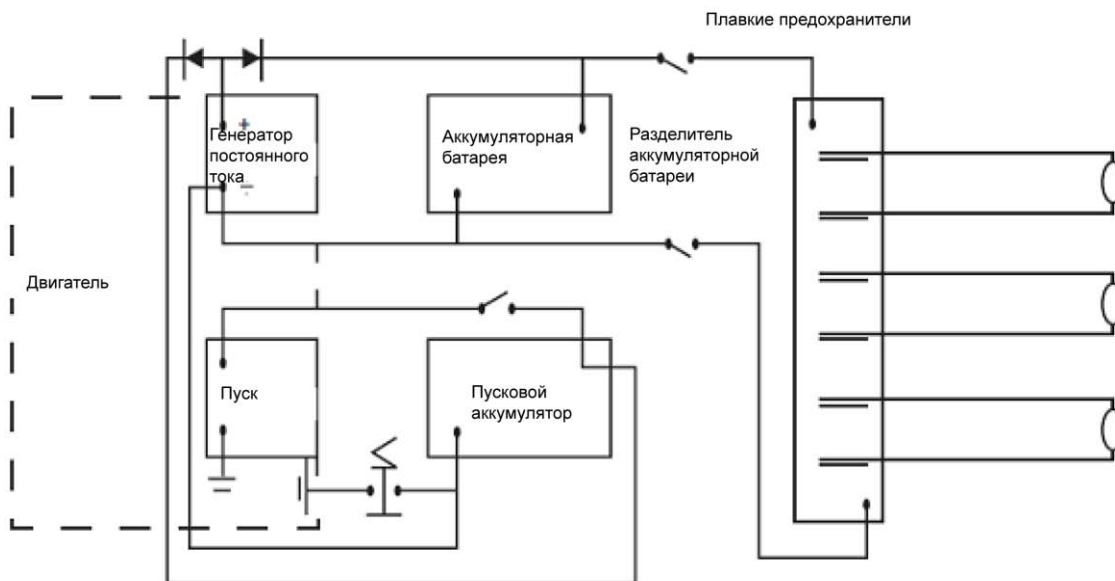 Плавкие предохранители
Генератор
постоянного
тока
+
−
Аккумуляторная
батарея
Разделитель
аккумуляторной
батареи
Двигатель
Пуск
Пусковой
аккумулятор